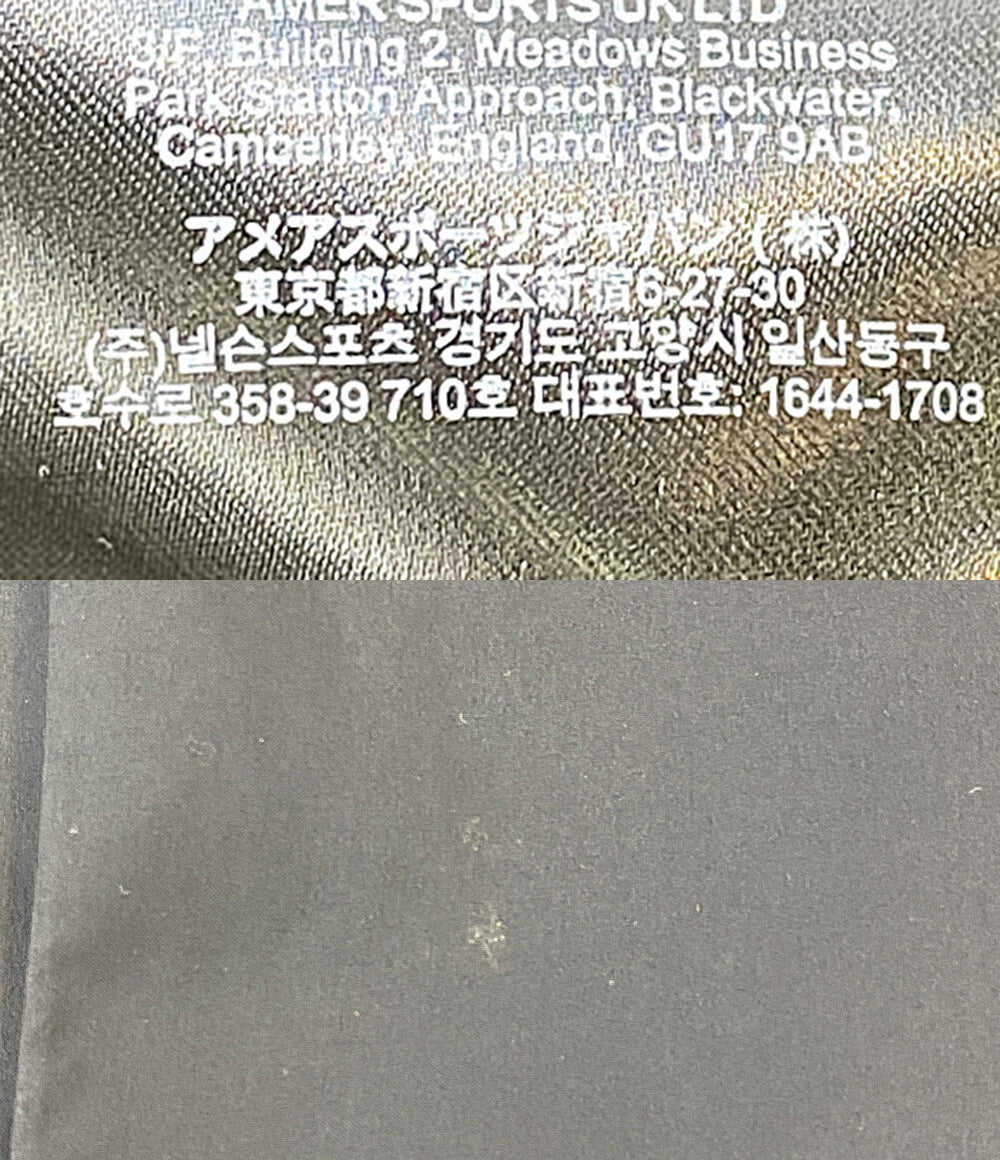 AMER SPORTS UK LTD
3/F, Building 2, Meadows Business
Park Station Approach, Blackwater,
Camberley, England, GU17 9AB
アメアスポーツジャパン (株)
東京都新宿区新宿6-27-30
(주)넬슨스포츠 경기도 고양시 일산동구
호수로 358-39 710호 대표번호: 1644-1708